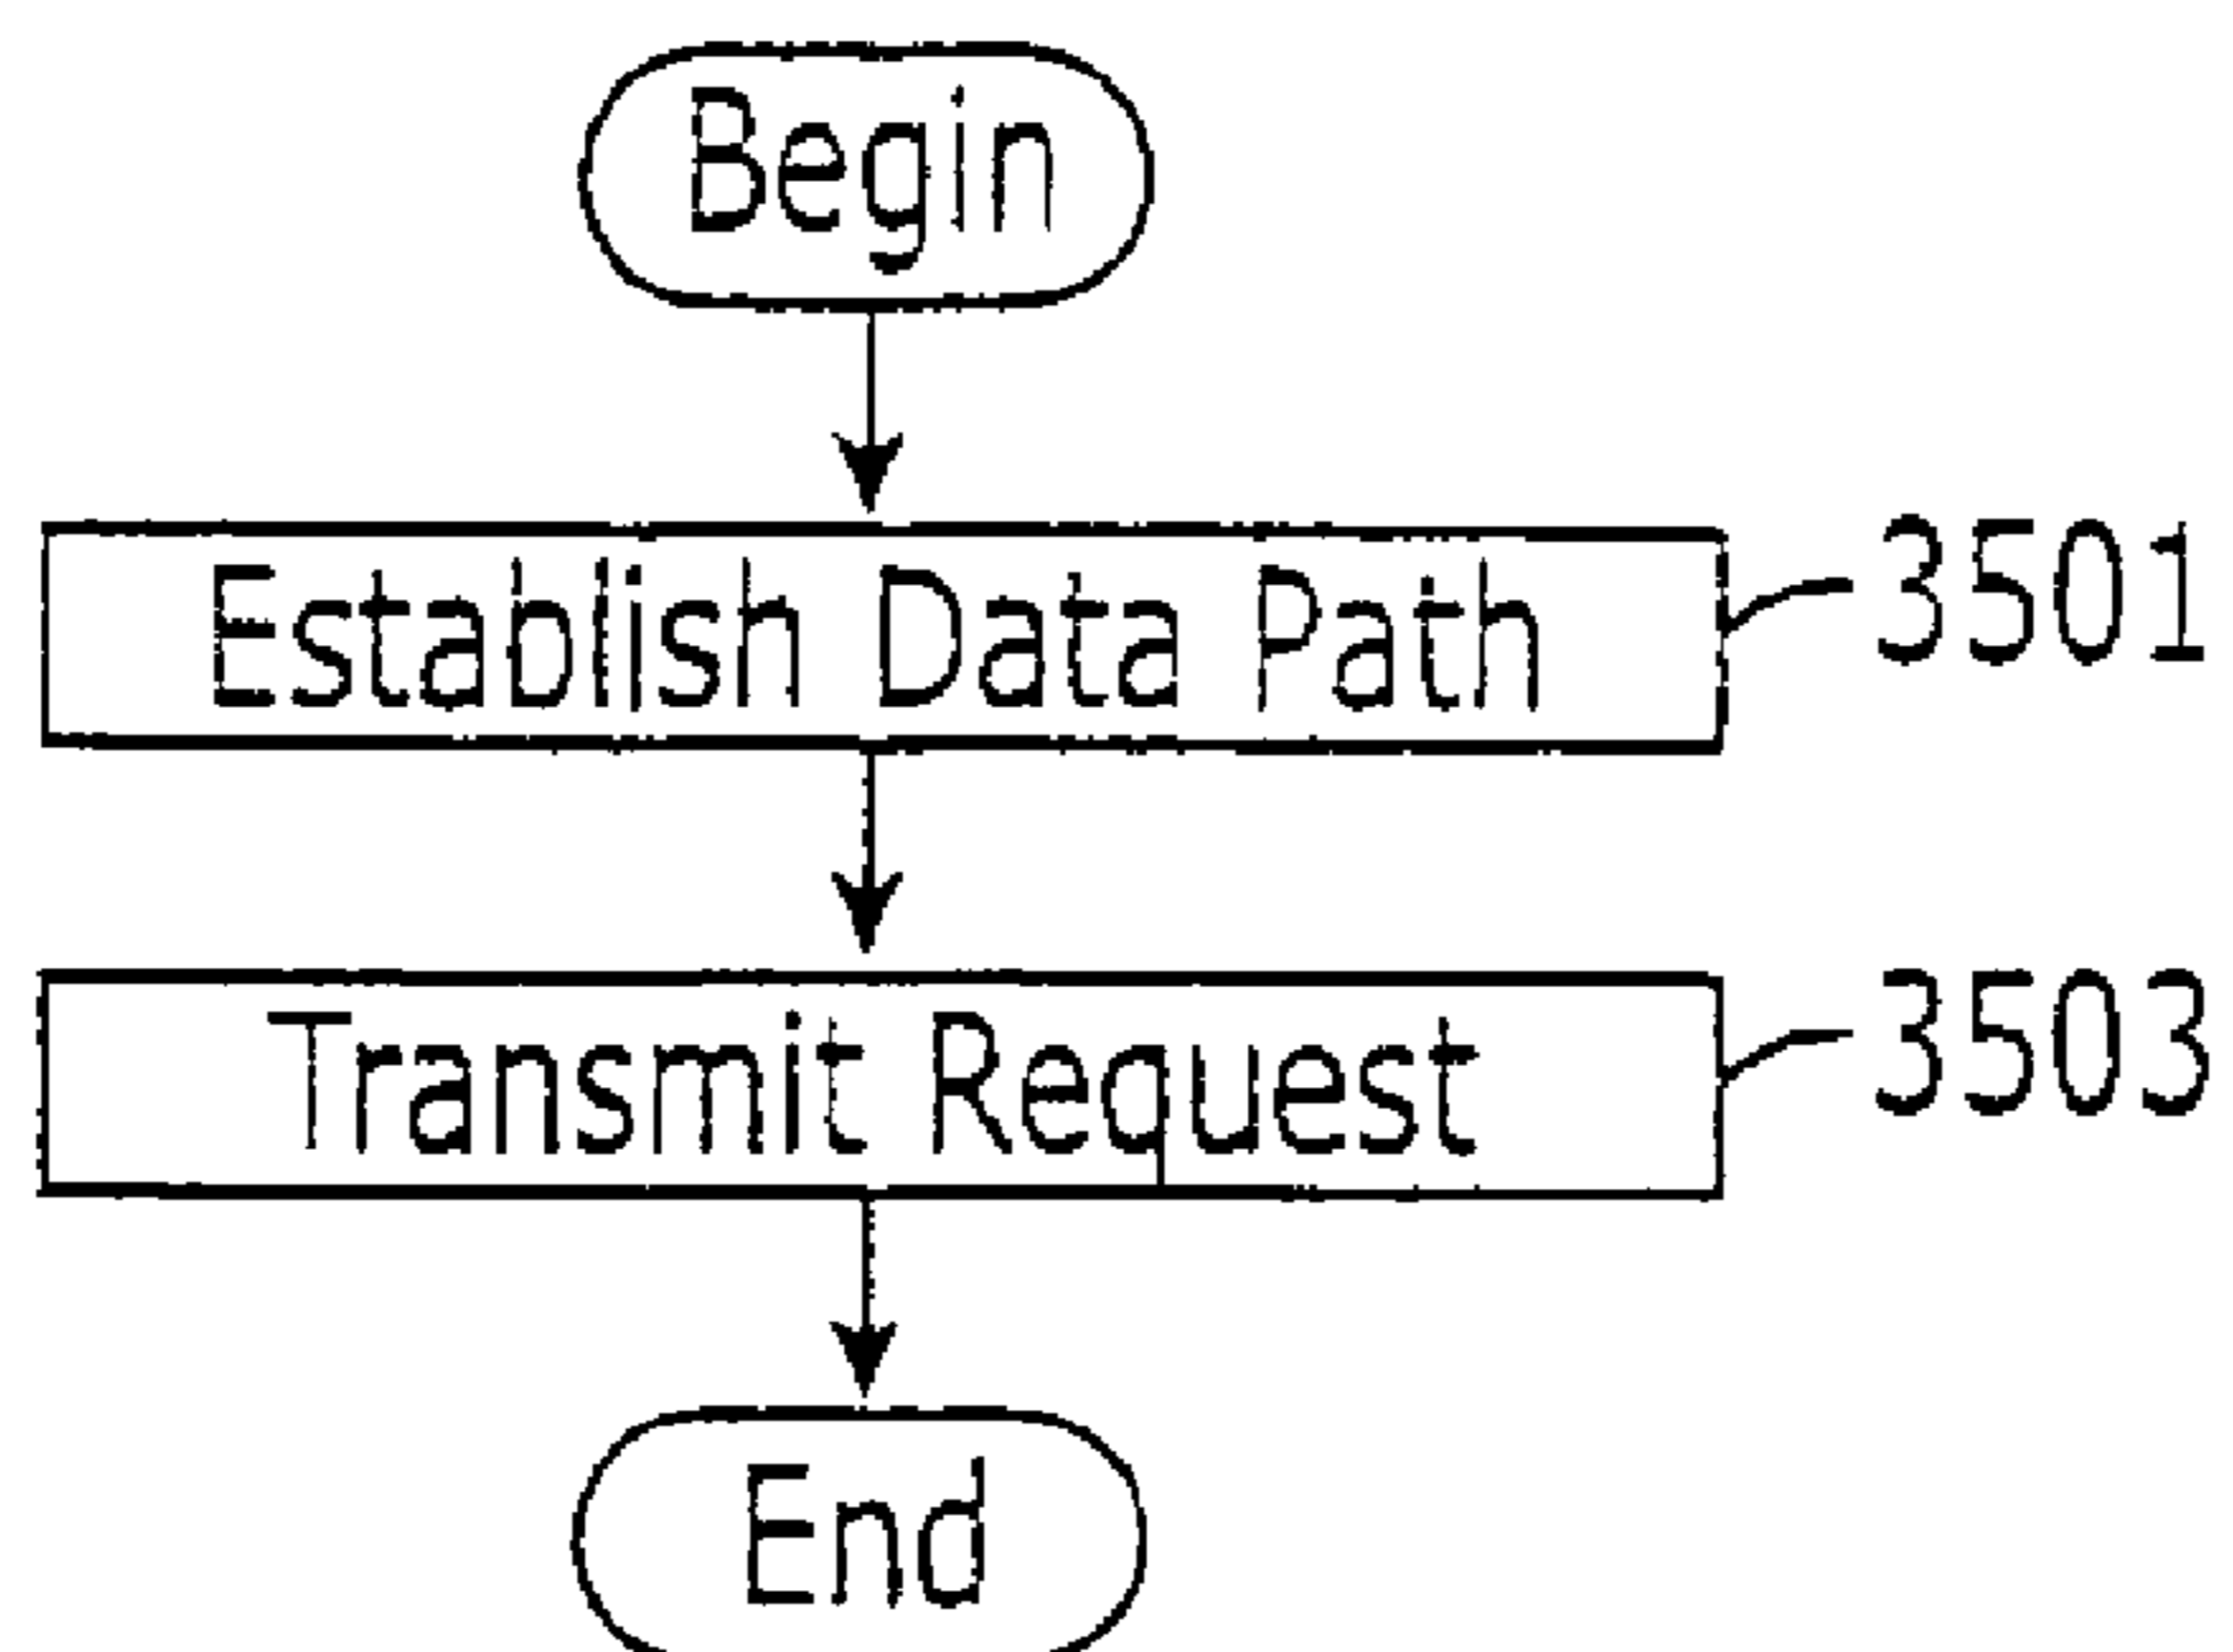 Begin
Establish Data Path
3501
Transmit Request
3503
End